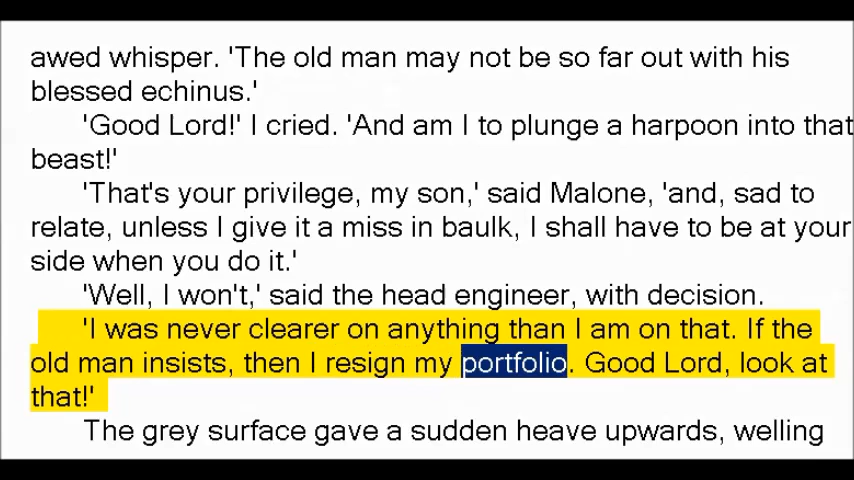 awed whisper. 'The old man may not be so far out with his
blessed echinus.'
'Good Lord!' I cried. 'And am I to plunge a harpoon into that
beast!'
'That's your privilege, my son,' said Malone, 'and, sad to
relate, unless I give it a miss in baulk, I shall have to be at your
side when you do it.'
'Well, I won't,' said the head engineer, with decision.
'I was never clearer on anything than I am on that. If the
old man insists, then I resign my portfolio. Good Lord, look at
that!'
The grey surface gave a sudden heave upwards, welling